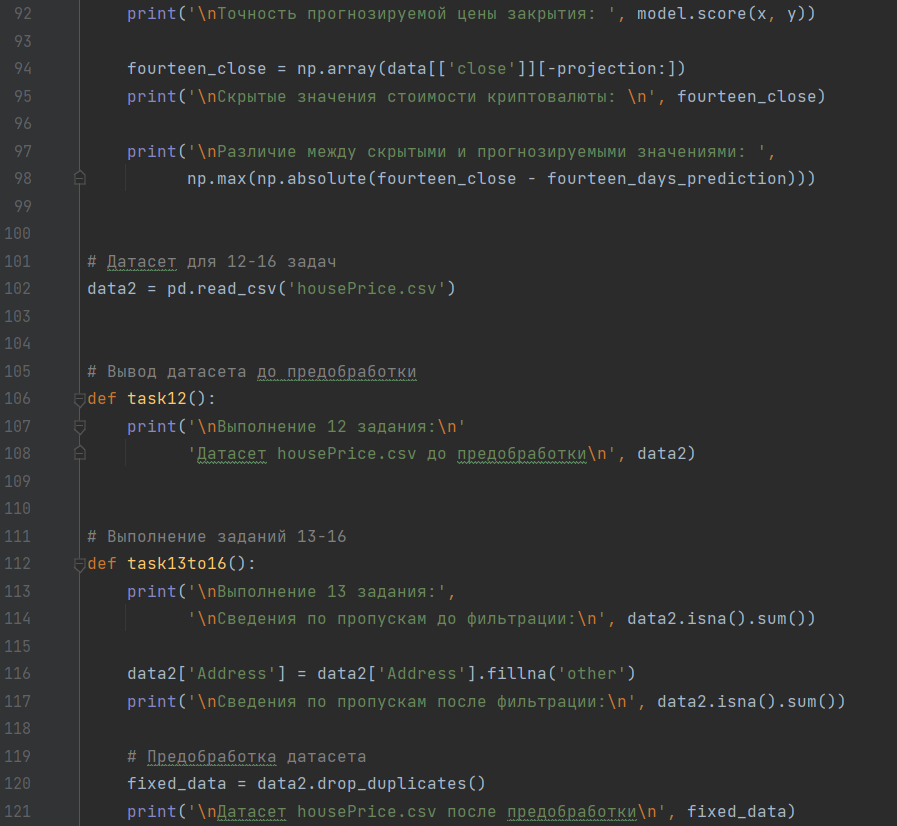 92 print('\nТочность прогнозируемой цены закрытия: ', model.score(x, y))
93
94 fourteen_close = np.array(data[['close']][-projection:])
95 print('\nСкрытые значения стоимости криптовалюты: \n', fourteen_close)
96
97 print('\nРазличие между скрытыми и прогнозируемыми значениями: ',
98 np.max(np.absolute(fourteen_close - fourteen_days_prediction)))
99
100
101 # Датасет для 12-16 задач
102 data2 = pd.read_csv('housePrice.csv')
103
104
105 # Вывод датасета до предобработки
106 def task12():
107 print('\nВыполнение 12 задания:\n'
108 'Датасет housePrice.csv до предобработки\n', data2)
109
110
111 # Выполнение заданий 13-16
112 def task13to16():
113 print('\nВыполнение 13 задания:',
114 '\nСведения по пропускам до фильтрации:\n', data2.isna().sum())
115
116 data2['Address'] = data2['Address'].fillna('other')
117 print('\nСведения по пропускам после фильтрации:\n', data2.isna().sum())
118
119 # Предобработка датасета
120 fixed_data = data2.drop_duplicates()
121 print('\nДатасет housePrice.csv после предобработки\n', fixed_data)